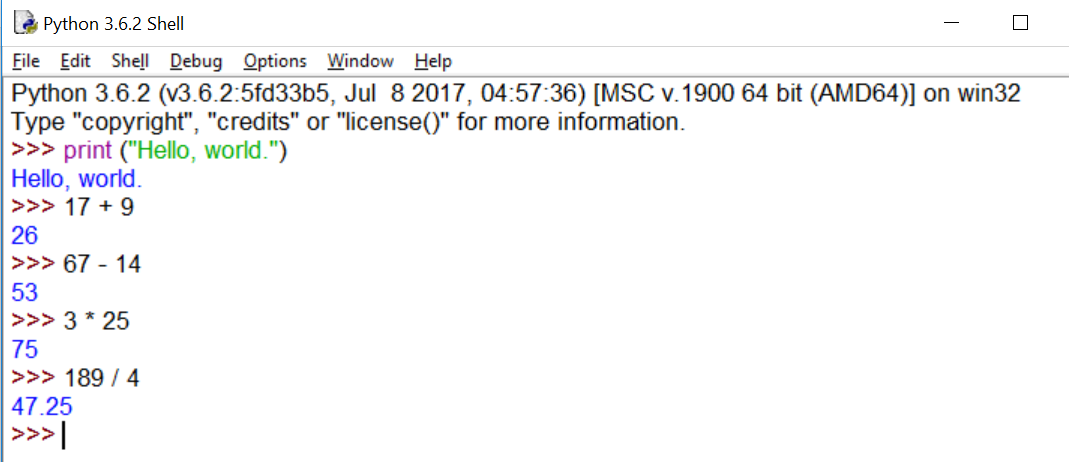 Python 3.6.2 Shell
File Edit Shell Debug Options Window Help
Python 3.6.2 (v3.6.2:5fd33b5, Jul  8 2017, 04:57:36) [MSC v.1900 64 bit (AMD64)] on win32
Type "copyright", "credits" or "license()" for more information.
>>> print ("Hello, world.")
Hello, world.
>>> 17 + 9
26
>>> 67 - 14
53
>>> 3 * 25
75
>>> 189 / 4
47.25
>>>